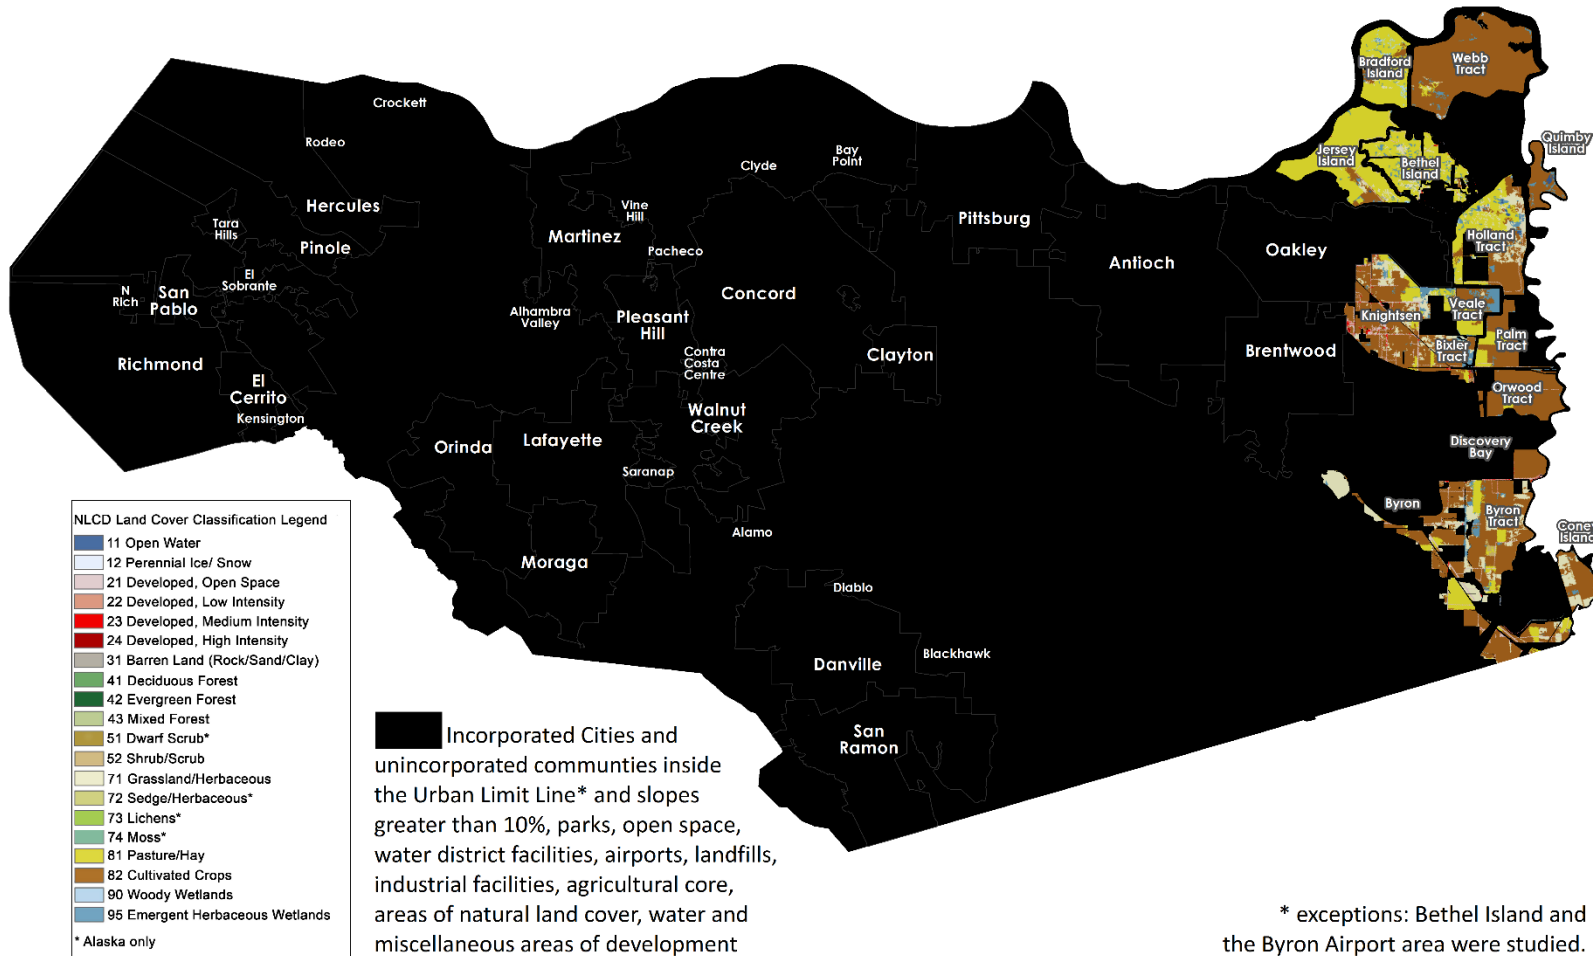 Bradford
Island
Webb
Tract
Crockett
Rodeo
Quimby
Island
Bay
Point
Clyde
Jersey
Island
Bethel
Island
Hercules
Vine
Hill
Tara
Hills
Pittsburg
Martinez
Pinole
Pacheco
Holland
Tract
Oakley
Antioch
El
Sobrante
N
Rich
San
Pablo
Concord
Alhambra
Valley
Pleasant
Hill
Knightsen
Veale
Tract
Palm
Tract
Bixler
Tract
Richmond
Contra
Costa
Centre
Clayton
Brentwood
El
Cerrito
Kensington
Orwood
Tract
Walnut
Creek
Orinda
Lafayette
Saranap
Discovery
Bay
Byron
Byron
Tract
Alamo
Coney
Island
Moraga
Diablo
Blackhawk
Danville
San
Ramon
NLCD Land Cover Classification Legend
11 Open Water
12 Perennial Ice/ Snow
21 Developed, Open Space
22 Developed, Low Intensity
23 Developed, Medium Intensity
24 Developed, High Intensity
31 Barren Land (Rock/Sand/Clay)
41 Deciduous Forest
42 Evergreen Forest
43 Mixed Forest
51 Dwarf Scrub*
52 Shrub/Scrub
71 Grassland/Herbaceous
72 Sedge/Herbaceous*
73 Lichens*
74 Moss*
81 Pasture/Hay
82 Cultivated Crops
90 Woody Wetlands
95 Emergent Herbaceous Wetlands
* Alaska only
Incorporated Cities and
unincorporated communties inside
the Urban Limit Line* and slopes
greater than 10%, parks, open space,
water district facilities, airports, landfills,
industrial facilities, agricultural core,
areas of natural land cover, water and
miscellaneous areas of development
* exceptions: Bethel Island and
the Byron Airport area were studied.